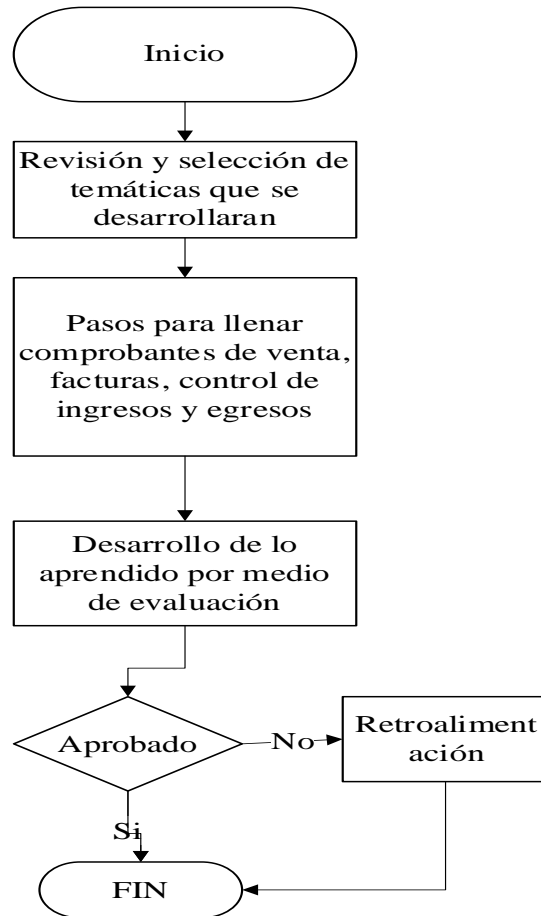 Inicio
Revisión y selección de
temáticas que se
desarrollaran
Pasos para llenar
comprobantes de venta,
facturas, control de
ingresos y egresos
Desarrollo de lo
aprendido por medio
de evaluación
Aprobado
No
Retroaliment
ación
Si
FIN